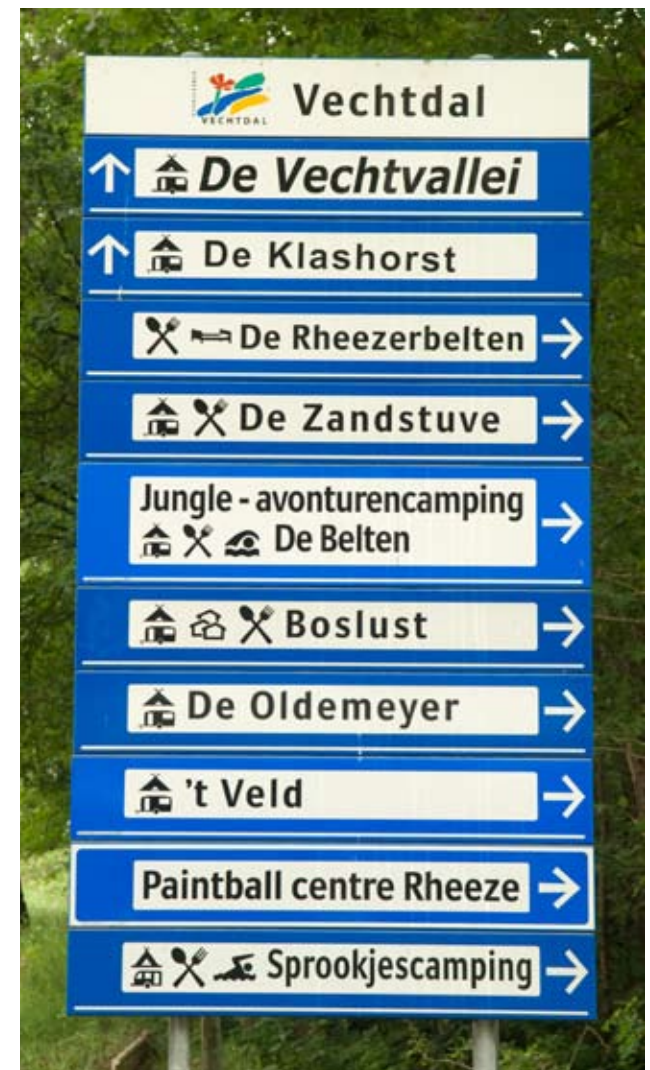 VECHTDAL
Vechtdal
De Vechtvallei
De Klashorst
De Rheezerbelten
De Zandstuve
Jungle - avonturencamping
De Belten
Boslust
De Oldemeyer
't Veld
Paintball centre Rheeze
Sprookjescamping